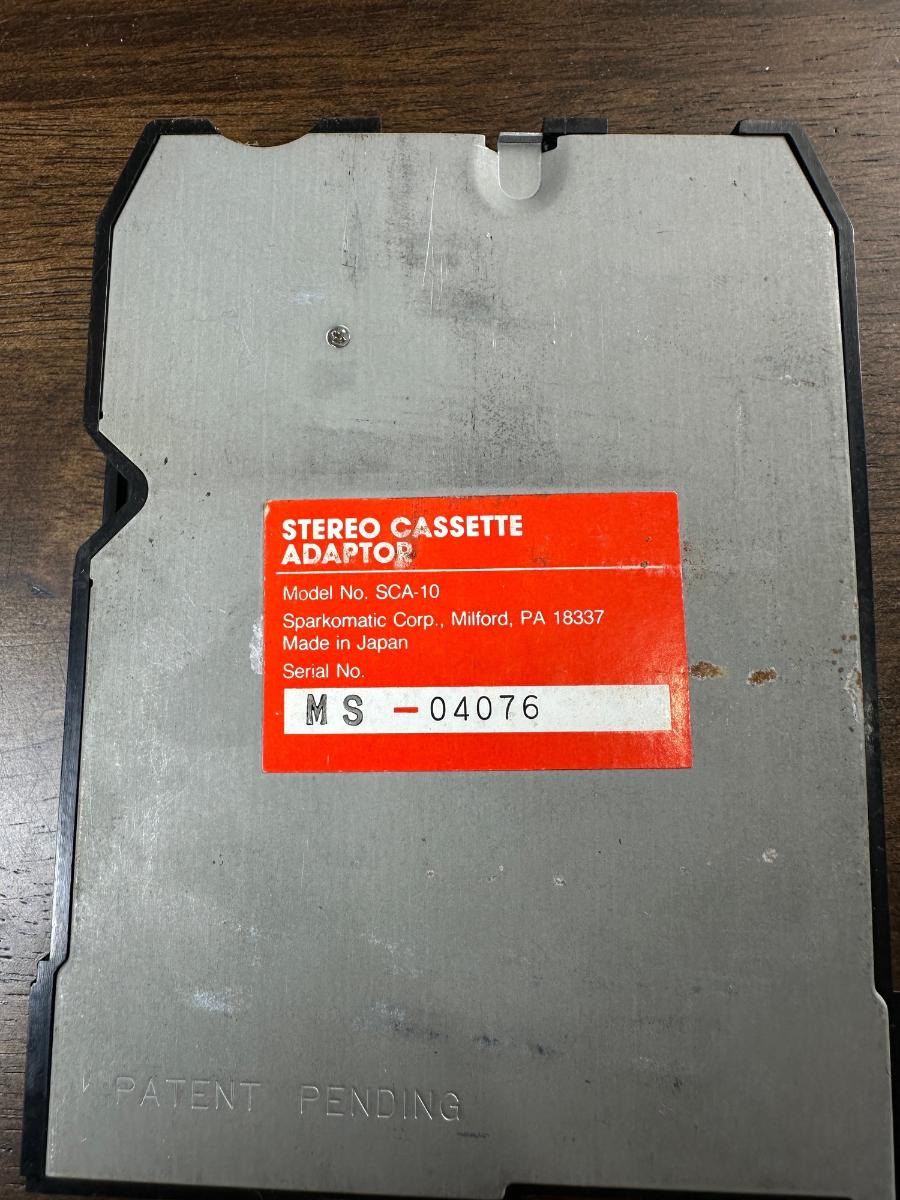 STEREO CASSETTE
ADAPTOR
Model No. SCA-10
Sparkomatic Corp., Milford, PA 18337
Made in Japan
Serial No.
MS -04076
PATENT PENDING